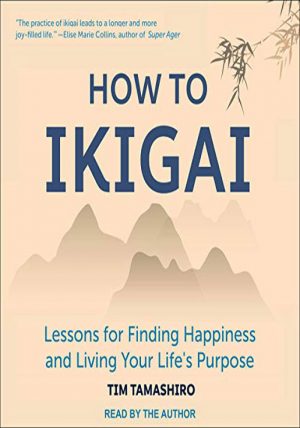 "The practice of ikigai leads to a longer and more
joy-filled life."—Elise Marie Collins, author of Super Ager
HOW TO
IKIGAI
Lessons for Finding Happiness
and Living Your Life's Purpose
TIM TAMASHIRO
READ BY THE AUTHOR